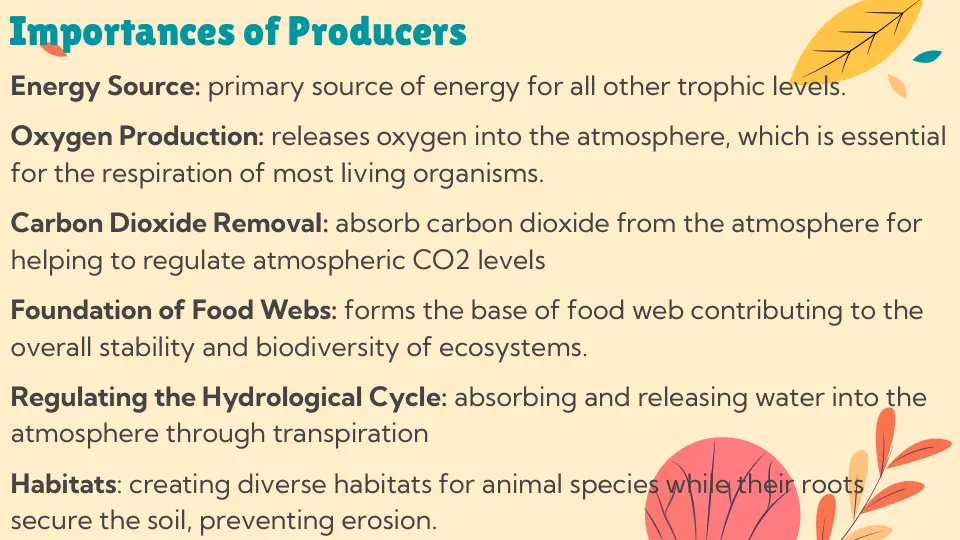 Importances of Producers
Energy Source: primary source of energy for all other trophic levels.
Oxygen Production: releases oxygen into the atmosphere, which is essential
for the respiration of most living organisms.
Carbon Dioxide Removal: absorb carbon dioxide from the atmosphere for
helping to regulate atmospheric CO2 levels
Foundation of Food Webs: forms the base of food web contributing to the
overall stability and biodiversity of ecosystems.
Regulating the Hydrological Cycle: absorbing and releasing water into the
atmosphere through transpiration
Habitats: creating diverse habitats for animal species while their roots
secure the soil, preventing erosion.